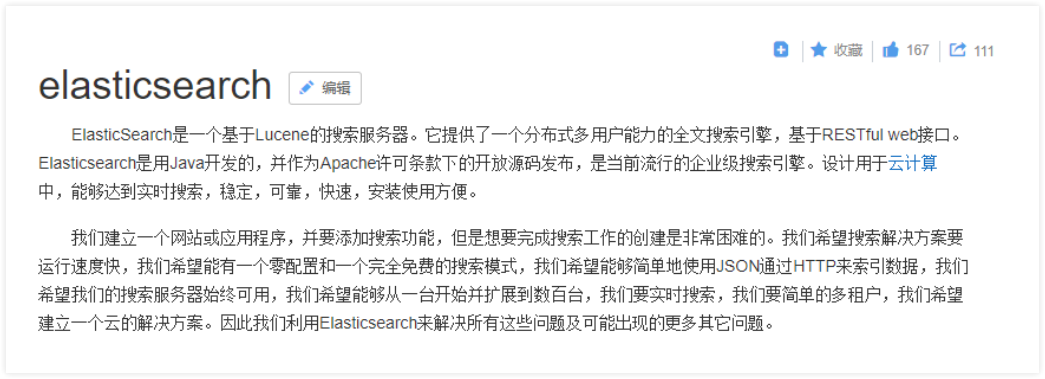 收藏 167 111
elasticsearch 编辑
ElasticSearch是一个基于Lucene的搜索服务器。它提供了一个分布式多用户能力的全文搜索引擎，基于RESTful web接口。
Elasticsearch是用Java开发的，并作为Apache许可条款下的开放源码发布，是当前流行的企业级搜索引擎。设计用于云计算
中，能够达到实时搜索，稳定，可靠，快速，安装使用方便。
我们建立一个网站或应用程序，并要添加搜索功能，但是想要完成搜索工作的创建是非常困难的。我们希望搜索解决方案要
运行速度快，我们希望能有一个零配置和一个完全免费的搜索模式，我们希望能够简单地使用JSON通过HTTP来索引数据，我们
希望我们的搜索服务器始终可用，我们希望能够从一台开始并扩展到数百台，我们要实时搜索，我们要简单的多租户，我们希望
建立一个云的解决方案。因此我们利用Elasticsearch来解决所有这些问题及可能出现的更多其它问题。